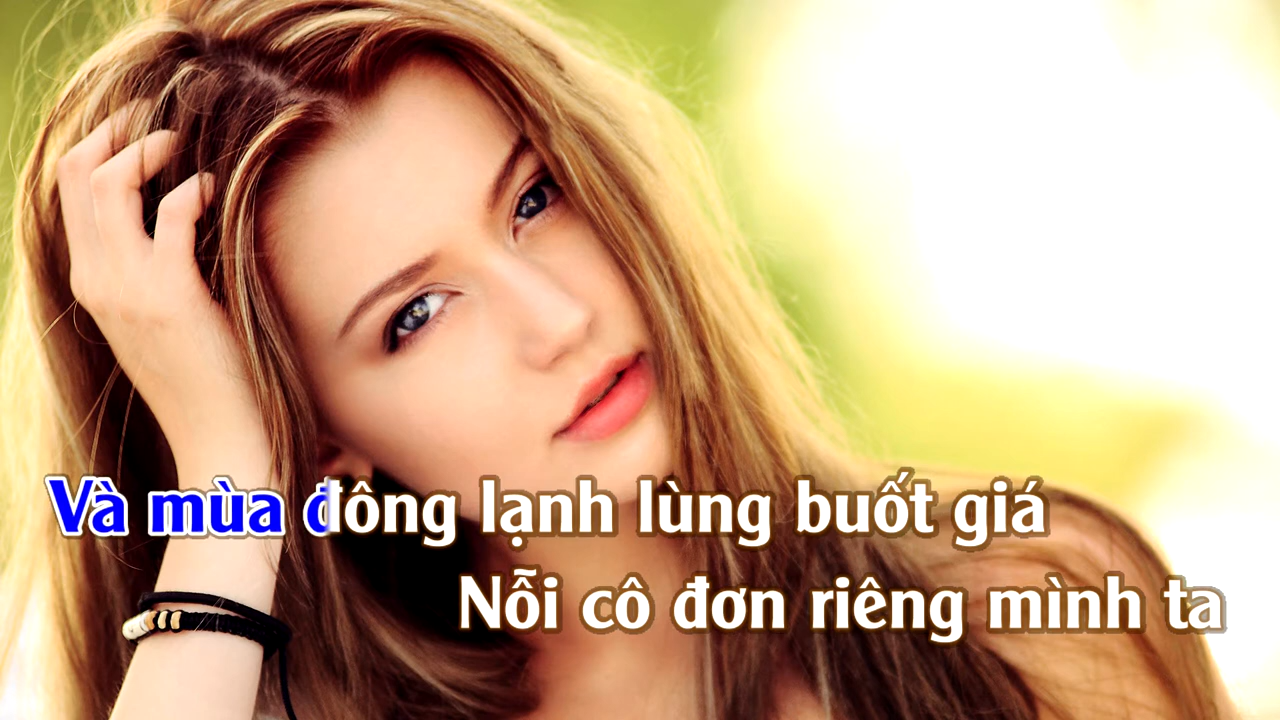 Và mùa đông lạnh lùng buốt giá
Nỗi cô đơn riêng mình ta